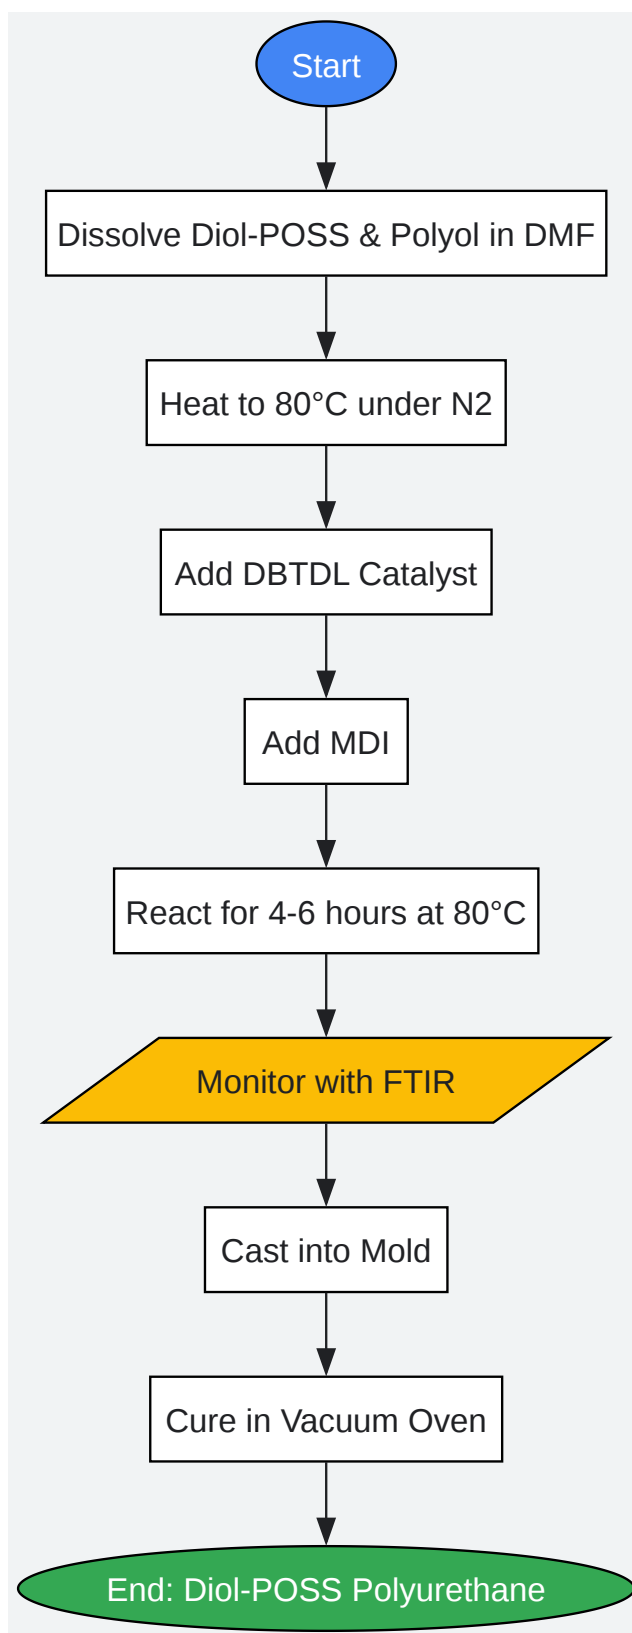 Start
Dissolve Diol-POSS & Polyol in DMF
Heat to 80°C under N2
Add DBTDL Catalyst
Add MDI
React for 4-6 hours at 80°C
Monitor with FTIR
Cast into Mold
Cure in Vacuum Oven
End: Diol-POSS Polyurethane